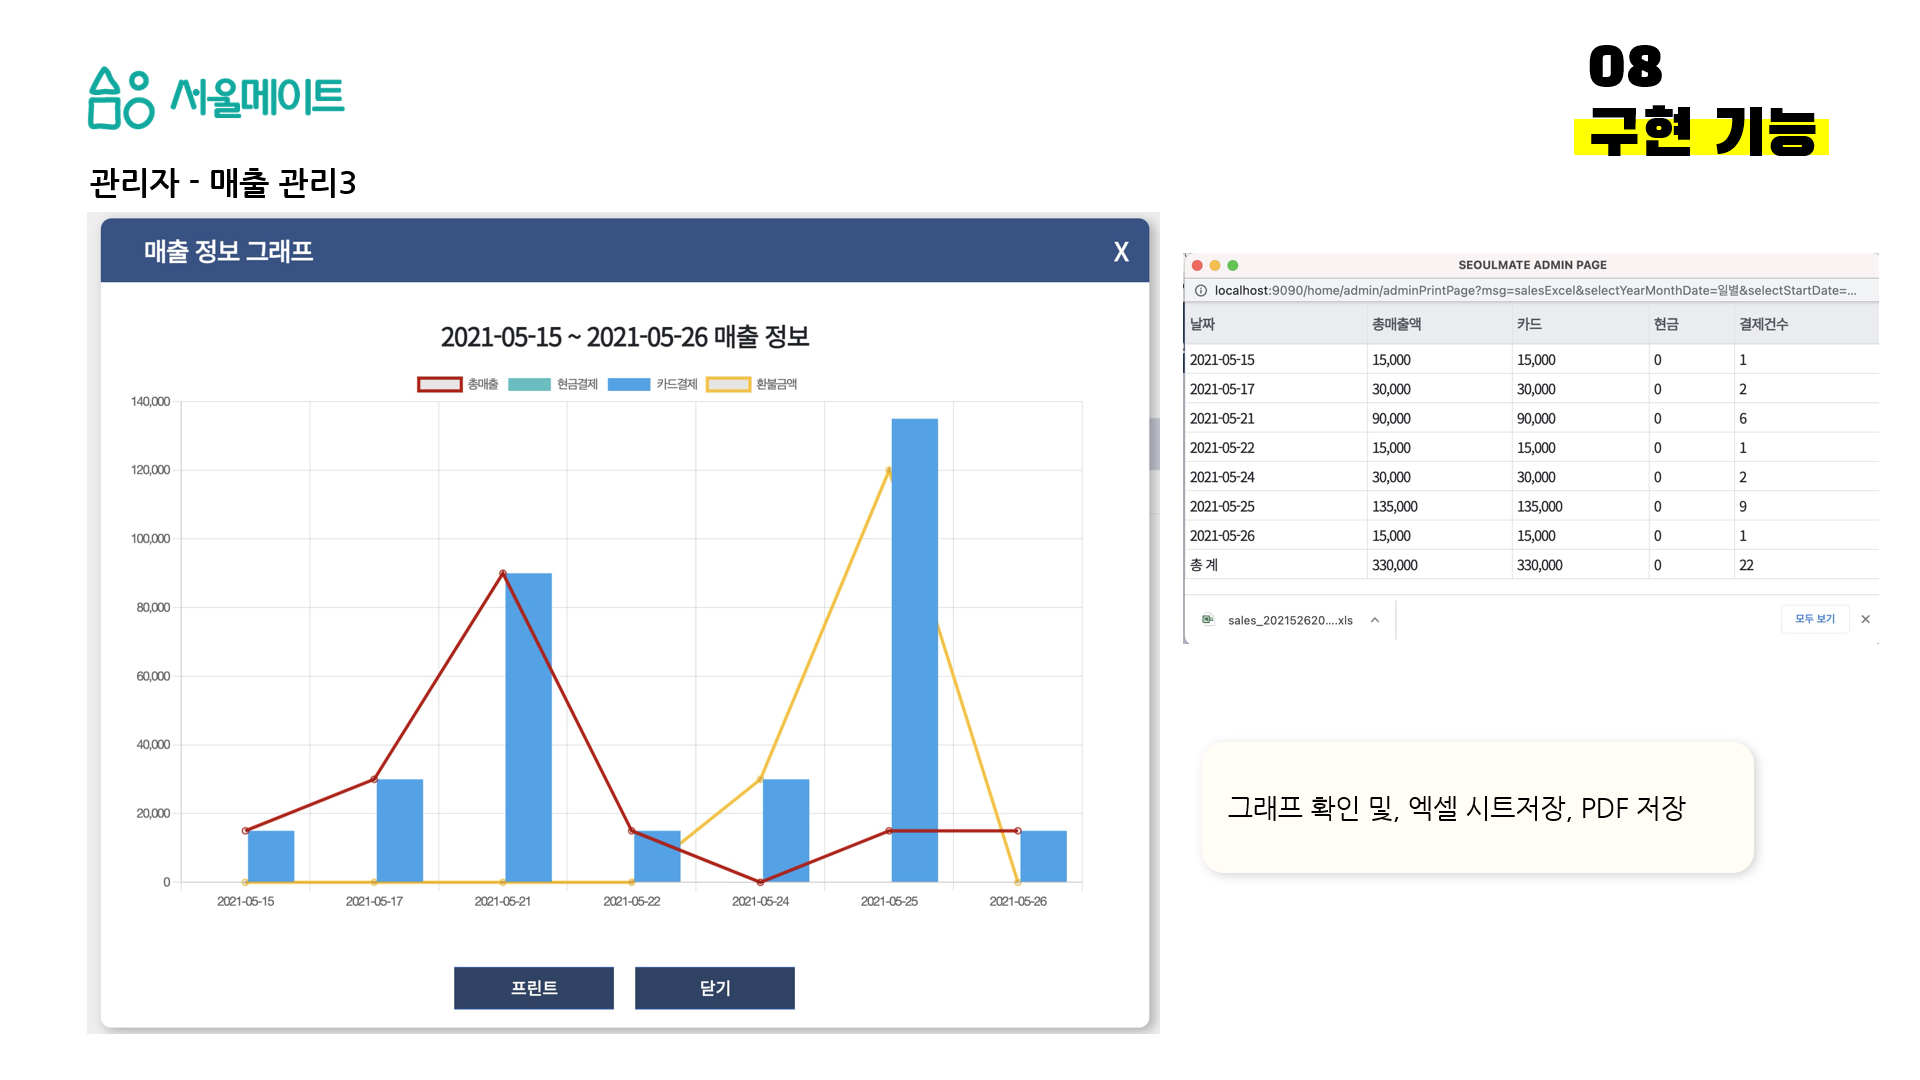 서울메이트
08
구현 기능
관리자 - 매출 관리3
매출 정보 그래프 X
2021-05-15 ~ 2021-05-26 매출 정보
총매출 현금결제 카드결제 환불금액
140,000
120,000
100,000
80,000
60,000
40,000
20,000
0
2021-05-15 2021-05-17 2021-05-21 2021-05-22 2021-05-24 2021-05-25 2021-05-26
프린트 닫기
SEOULMATE ADMIN PAGE
localhost:9090/home/admin/adminPrintPage?msg=salesExcel&selectYearMonthDate=일별&selectStartDate=...
날짜 총매출액 카드 현금 결제건수
2021-05-15 15,000 15,000 0 1
2021-05-17 30,000 30,000 0 2
2021-05-21 90,000 90,000 0 6
2021-05-22 15,000 15,000 0 1
2021-05-24 30,000 30,000 0 2
2021-05-25 135,000 135,000 0 9
2021-05-26 15,000 15,000 0 1
총 계 330,000 330,000 0 22
sales_202152620....xls 모두 보기
그래프 확인 및, 엑셀 시트저장, PDF 저장